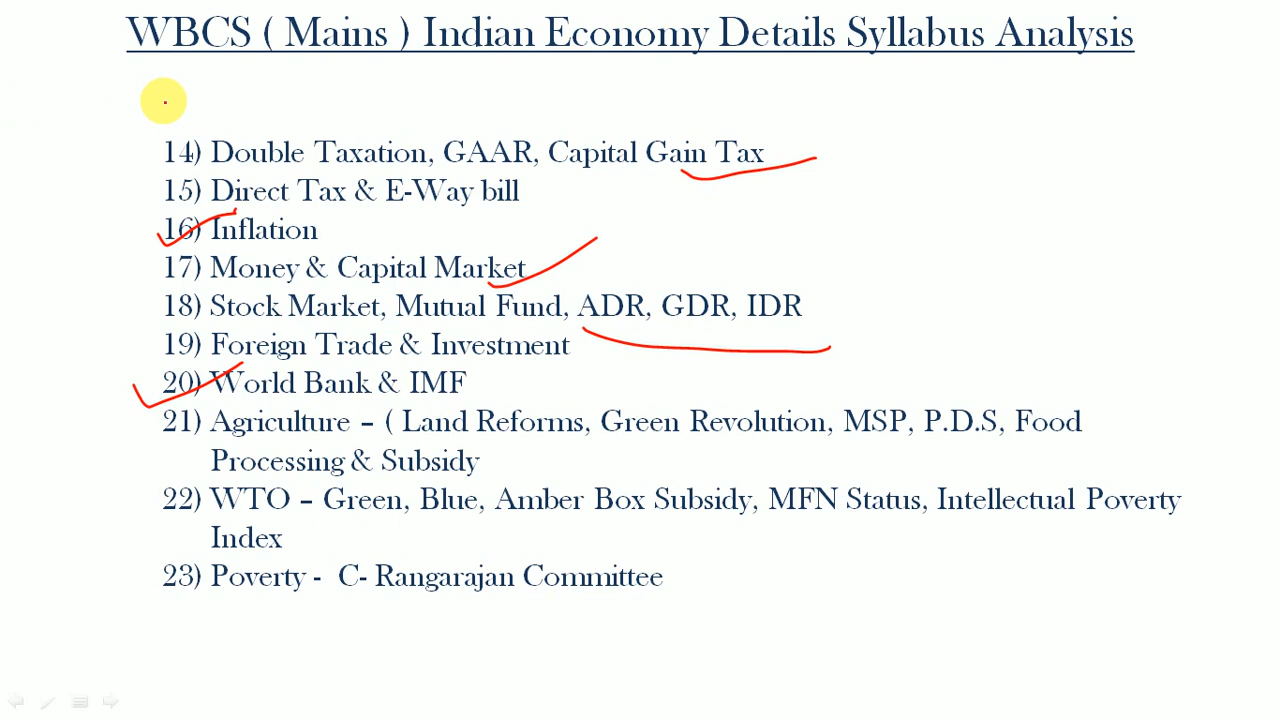 WBCS ( Mains ) Indian Economy Details Syllabus Analysis
14) Double Taxation, GAAR, Capital Gain Tax
15) Direct Tax & E-Way bill
16) Inflation
17) Money & Capital Market
18) Stock Market, Mutual Fund, ADR, GDR, IDR
19) Foreign Trade & Investment
20) World Bank & IMF
21) Agriculture – ( Land Reforms, Green Revolution, MSP, P.D.S, Food
Processing & Subsidy
22) WTO – Green, Blue, Amber Box Subsidy, MFN Status, Intellectual Poverty
Index
23) Poverty - C- Rangarajan Committee